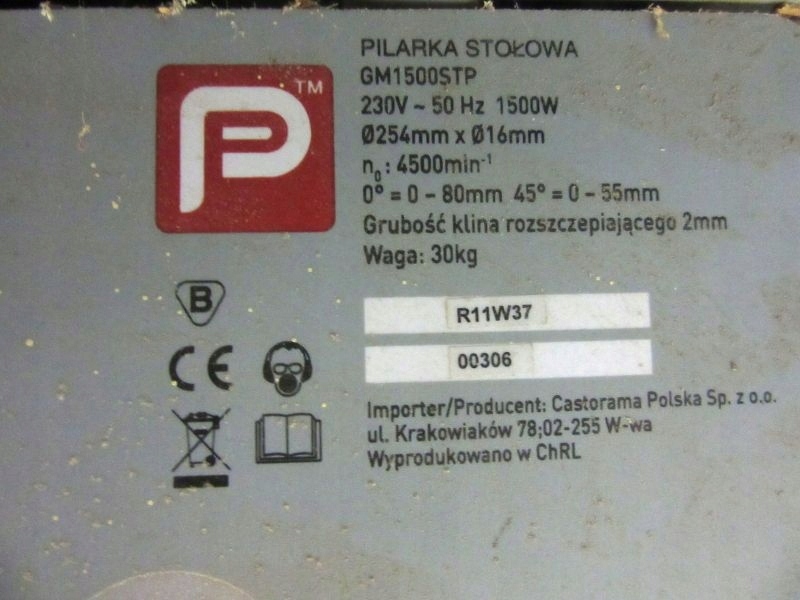 PILARKA STOŁOWA
GM1500STP
230V ~ 50 Hz 1500W
Ø254mm x Ø16mm
n₀ : 4500min⁻¹
0° = 0 – 80mm 45° = 0 – 55mm
Grubość klina rozszczepiającego 2mm
Waga: 30kg
P TM
B
R11W37
CE
00306
Importer/Producent: Castorama Polska Sp. z o.o.
ul. Krakowiaków 78;02-255 W-wa
Wyprodukowano w ChRL